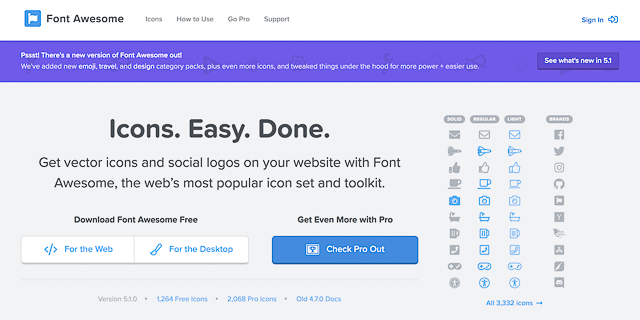 Font Awesome
Icons
How to Use
Go Pro
Support
Sign In
Pssst! There's a new version of Font Awesome out!
We've added new emoji, travel, and design category packs, plus even more icons, and tweaked things under the hood for more power + easier use.
See what's new in 5.1
Icons. Easy. Done.
Get vector icons and social logos on your website with Font
Awesome, the web's most popular icon set and toolkit.
Download Font Awesome Free
For the Web
For the Desktop
Get Even More with Pro
Check Pro Out
Version 5.1.0 • 1,264 Free Icons • 2,068 Pro Icons • Old 4.7.0 Docs
SOLID
REGULAR
LIGHT
BRANDS
All 3,332 icons →